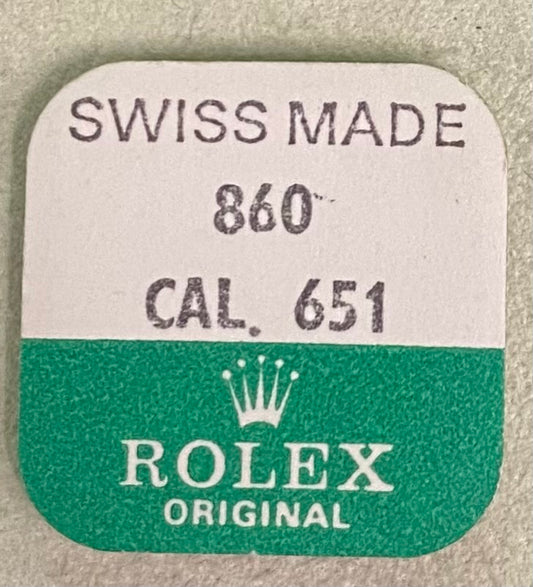 SWISS MADE
860
CAL. 651
ROLEX
ORIGINAL